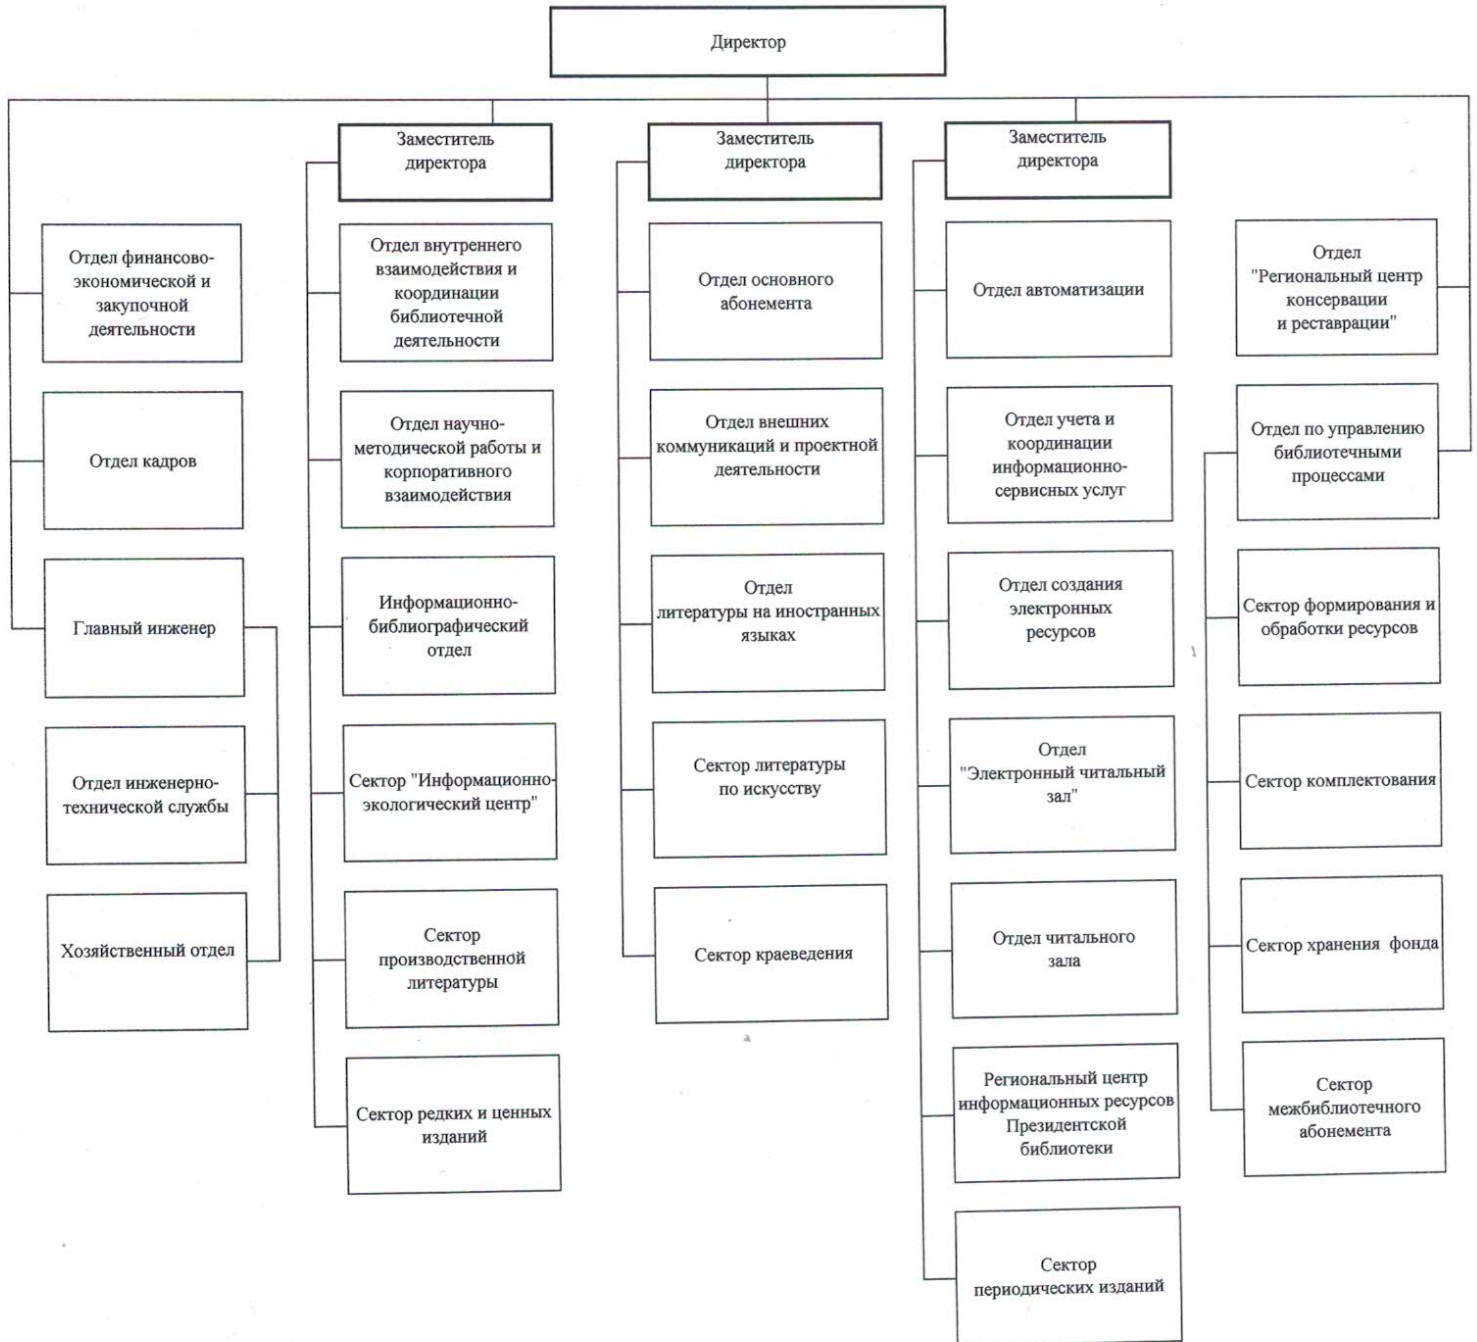 Директор
Заместитель
директора
Заместитель
директора
Заместитель
директора
Отдел финансово-
экономической и
закупочной
деятельности
Отдел внутреннего
взаимодействия и
координации
библиотечной
деятельности
Отдел основного
абонемента
Отдел автоматизации
Отдел
"Региональный центр
консервации
и реставрации"
Отдел кадров
Отдел научно-
методической работы и
корпоративного
взаимодействия
Отдел внешних
коммуникаций и проектной
деятельности
Отдел учета и
координации
информационно-
сервисных услуг
Отдел по управлению
библиотечными
процессами
Главный инженер
Информационно-
библиографический
отдел
Отдел
литературы на иностранных
языках
Отдел создания
электронных
ресурсов
Сектор формирования и
обработки ресурсов
Отдел инженерно-
технической службы
Сектор "Информационно-
экологический центр"
Сектор литературы
по искусству
Отдел
"Электронный читальный
зал"
Сектор комплектования
Хозяйственный отдел
Сектор
производственной
литературы
Сектор краеведения
Отдел читального
зала
Сектор хранения фонда
Сектор редких и ценных
изданий
Региональный центр
информационных ресурсов
Президентской
библиотеки
Сектор
межбиблиотечного
абонемента
Сектор
периодических изданий